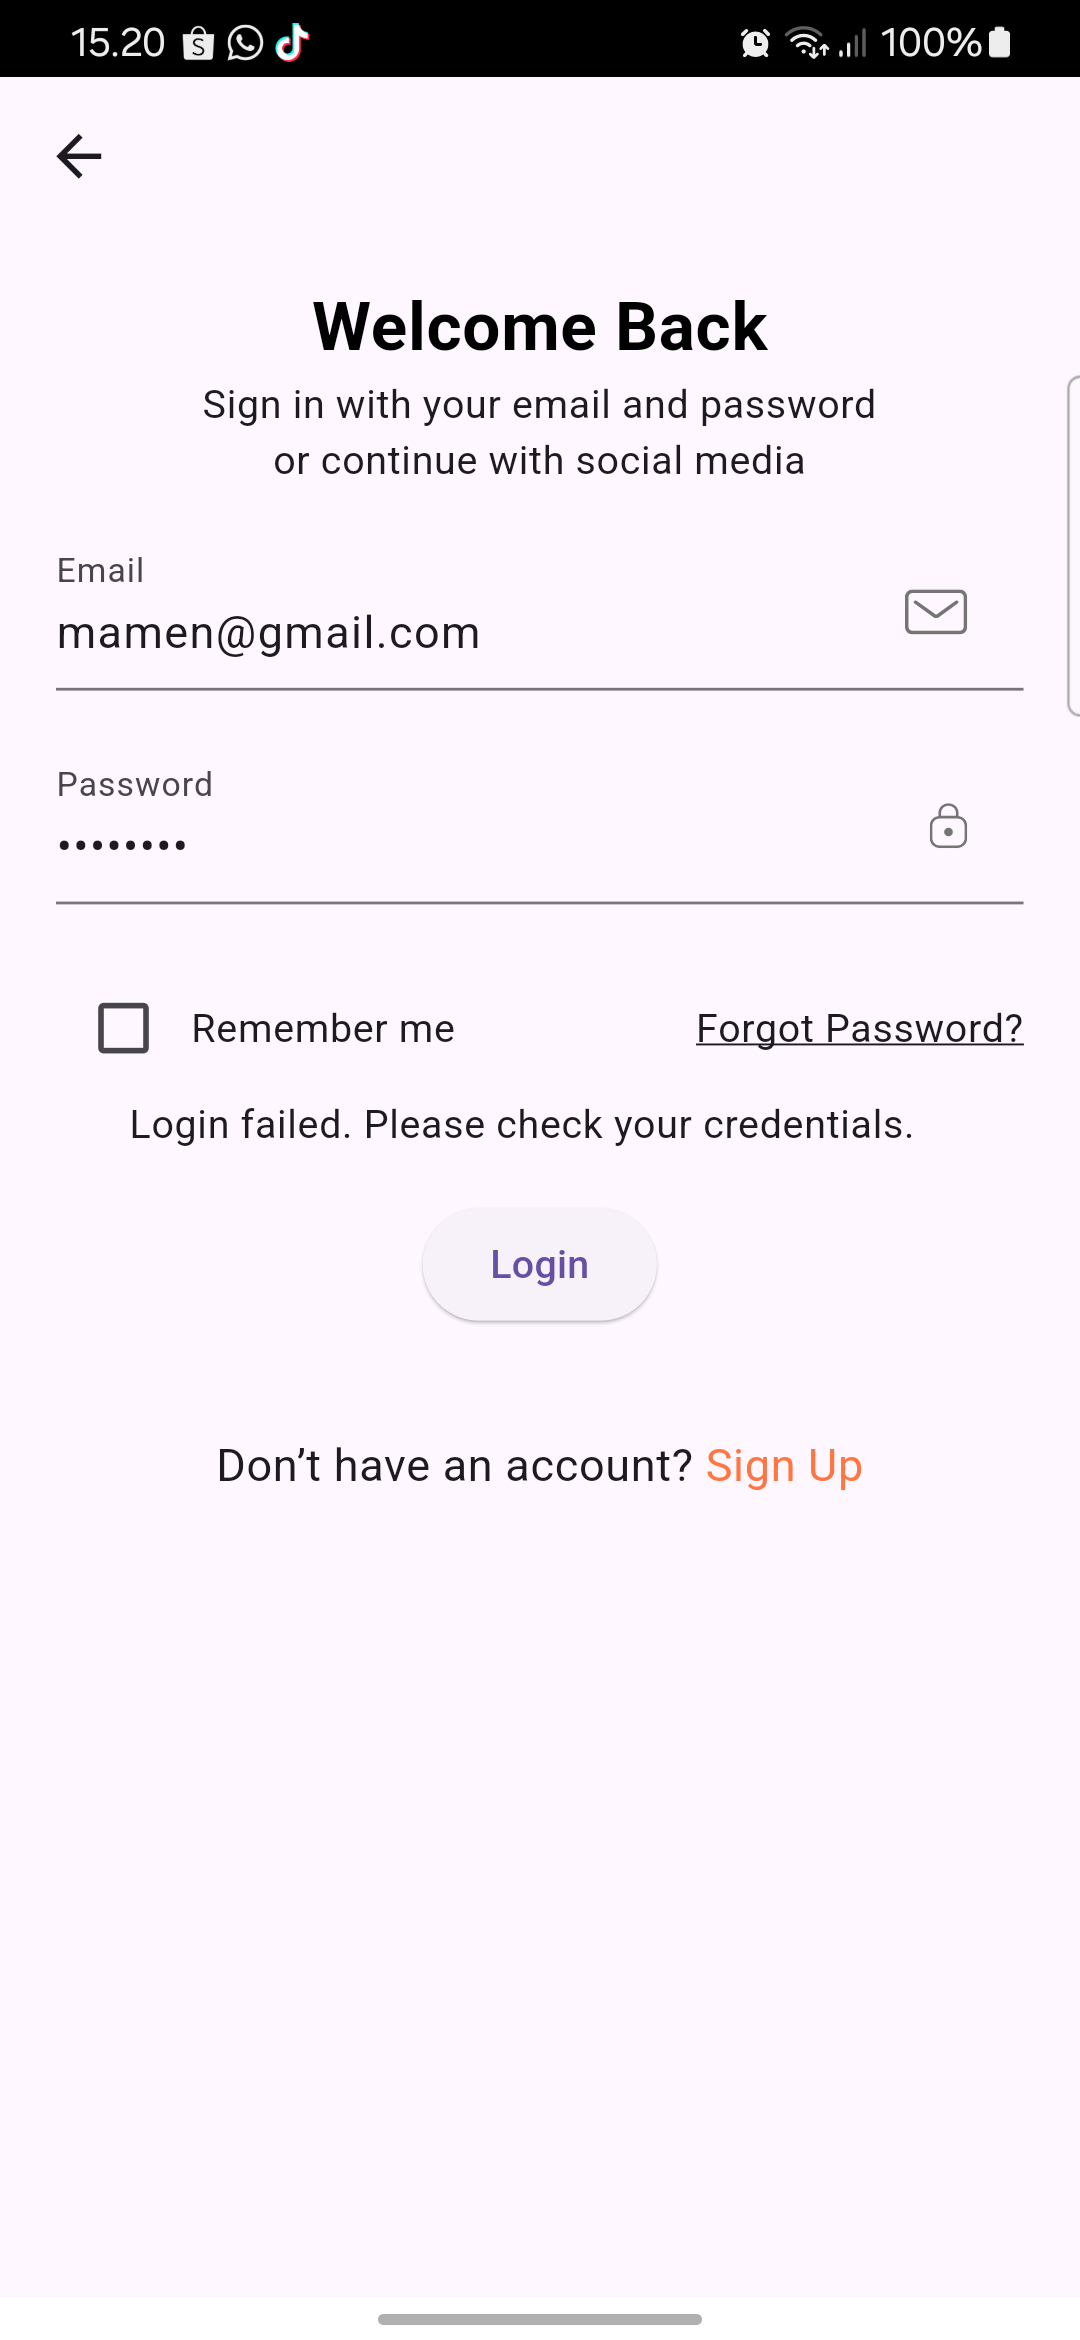 15.20 100%
Welcome Back
Sign in with your email and password
or continue with social media
Email
mamen@gmail.com
Password
••••••••
Remember me Forgot Password?
Login failed. Please check your credentials.
Login
Don’t have an account? Sign Up